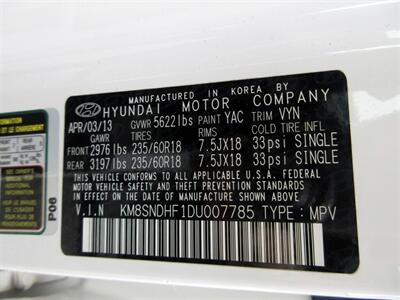 MANUFACTURED IN KOREA BY
HYUNDAI MOTOR COMPANY
APR/03/13 GVWR 5622lbs PAINT YAC TRIM VYN
GAWR TIRES RIMS COLD TIRE INFL
FRONT 2976 lbs 235/60R18 7.5JX18 33psi SINGLE
REAR 3197 lbs 235/60R18 7.5JX18 33psi SINGLE
THIS VEHICLE CONFORMS TO ALL APPLICABLE
U.S.A. FEDERAL MOTOR VEHICLE SAFETY AND THEFT
PREVENTION STANDARDS IN EFFECT ON THE DATE
OF MANUFACTURE SHOWN ABOVE.
V.I.N KM8SNDHF1DU007785 TYPE : MPV
P06